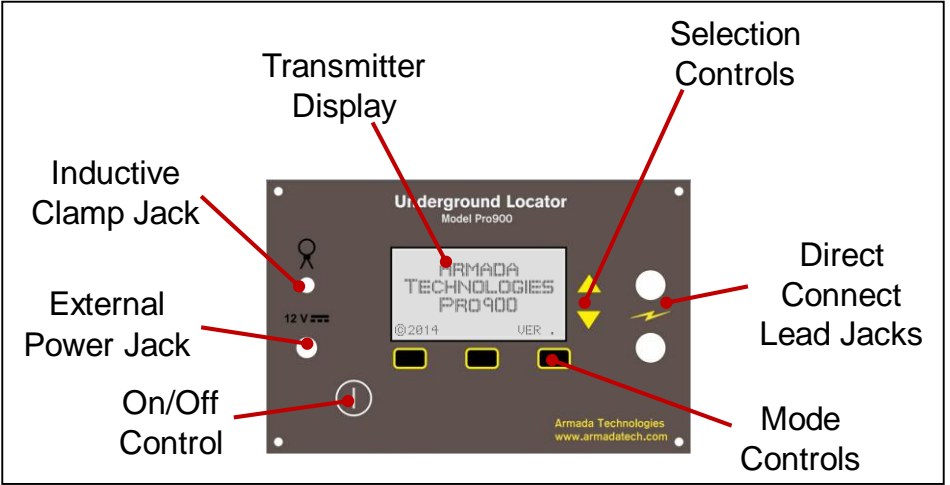 Selection
Controls
Transmitter
Display
Inductive
Clamp Jack
External
Power Jack
On/Off
Control
Underground Locator
Model Pro900
ARMADA
TECHNOLOGIES
PRO900
©2014 VER .
12 V
Direct
Connect
Lead Jacks
Armada Technologies
www.armadatech.com
Mode
Controls